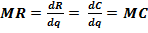 MR = dR/dq = dC/dq = MC